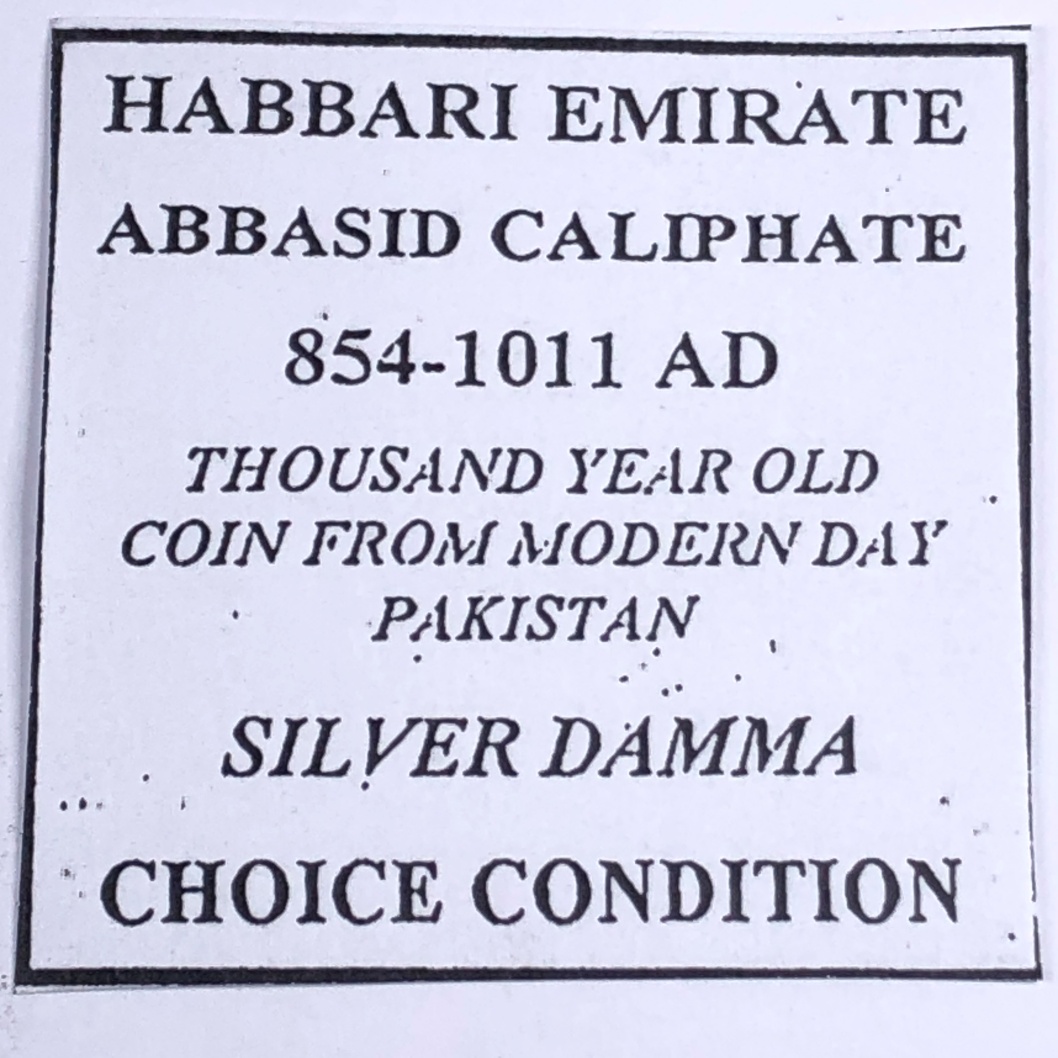 HABBARI EMIRATE
ABBASID CALIPHATE
854-1011 AD
THOUSAND YEAR OLD
COIN FROM MODERN DAY
PAKISTAN
SILVER DAMMA
CHOICE CONDITION